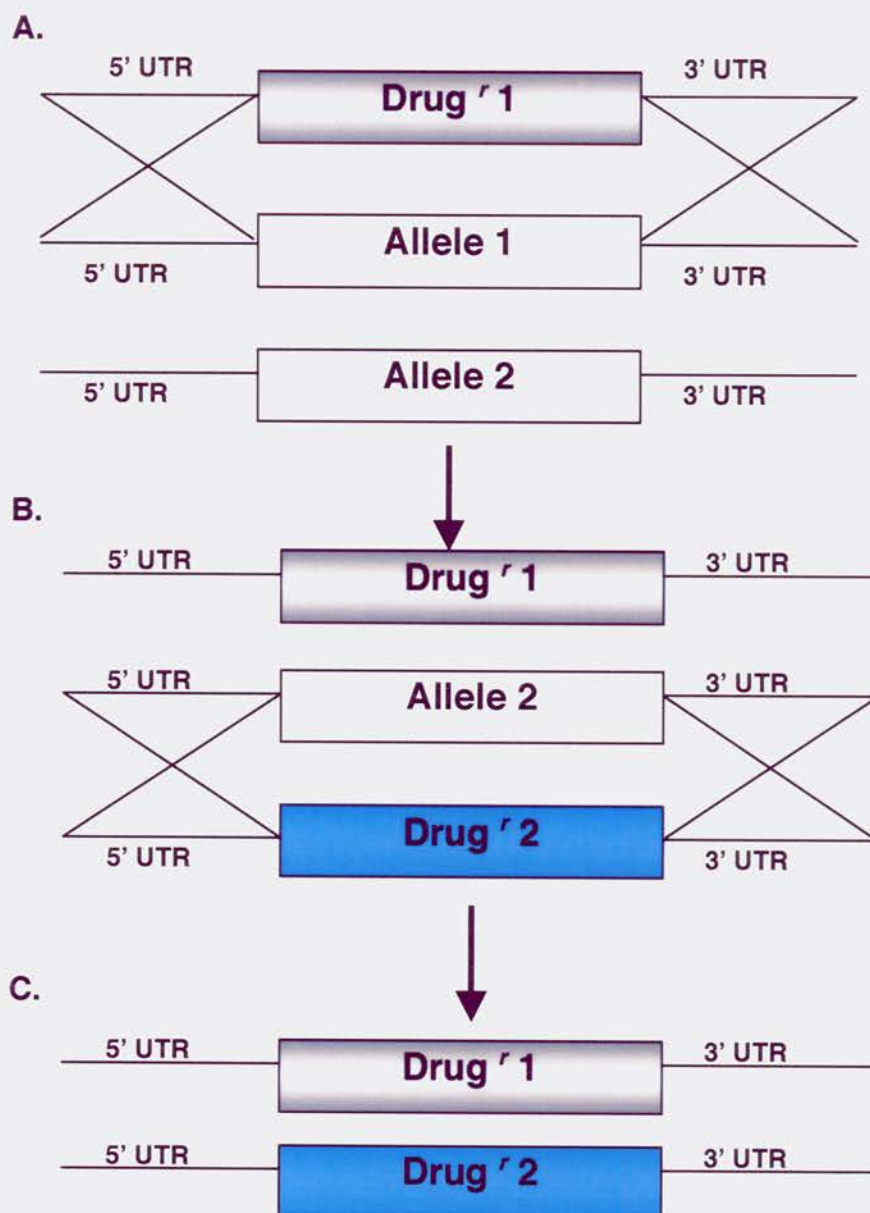 A.
5' UTR Drug r 1 3' UTR
Allele 1
5' UTR 3' UTR
Allele 2
5' UTR 3' UTR
B.
5' UTR Drug r 1 3' UTR
5' UTR Allele 2 3' UTR
Drug r 2
5' UTR 3' UTR
C.
5' UTR Drug r 1 3' UTR
5' UTR Drug r 2 3' UTR